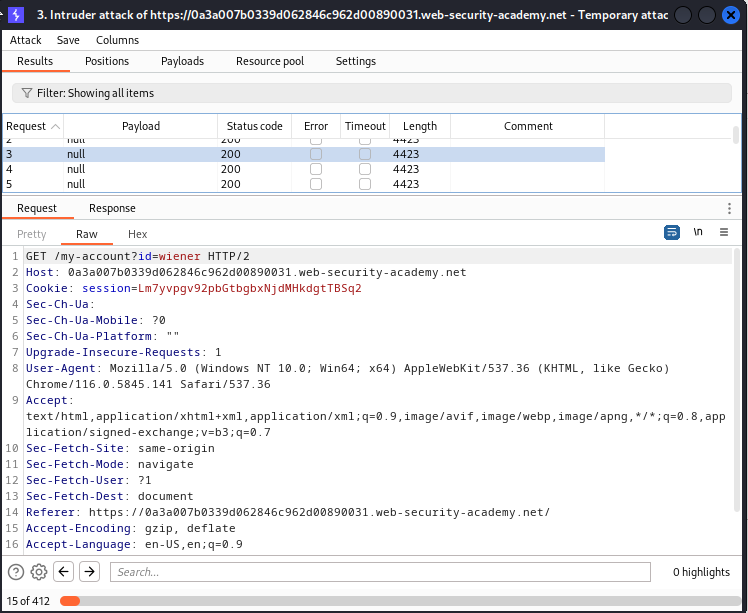 3. Intruder attack of https://0a3a007b0339d062846c962d00890031.web-security-academy.net - Temporary attac
Attack Save Columns
Results Positions Payloads Resource pool Settings
Filter: Showing all items
Request Payload Status code Error Timeout Length Comment
2 null 200 4423
3 null 200 4423
4 null 200 4423
5 null 200 4423
Request Response
Pretty Raw Hex \n
1 GET /my-account?id=wiener HTTP/2
2 Host: 0a3a007b0339d062846c962d00890031.web-security-academy.net
3 Cookie: session=Lm7yvpgv92pbGtbgbxNjdMHkdgtTBSq2
4 Sec-Ch-Ua:
5 Sec-Ch-Ua-Mobile: ?0
6 Sec-Ch-Ua-Platform: ""
7 Upgrade-Insecure-Requests: 1
8 User-Agent: Mozilla/5.0 (Windows NT 10.0; Win64; x64) AppleWebKit/537.36 (KHTML, like Gecko)
Chrome/116.0.5845.141 Safari/537.36
9 Accept:
text/html,application/xhtml+xml,application/xml;q=0.9,image/avif,image/webp,image/apng,*/*;q=0.8,app
lication/signed-exchange;v=b3;q=0.7
10 Sec-Fetch-Site: same-origin
11 Sec-Fetch-Mode: navigate
12 Sec-Fetch-User: ?1
13 Sec-Fetch-Dest: document
14 Referer: https://0a3a007b0339d062846c962d00890031.web-security-academy.net/
15 Accept-Encoding: gzip, deflate
16 Accept-Language: en-US,en;q=0.9
Search... 0 highlights
15 of 412